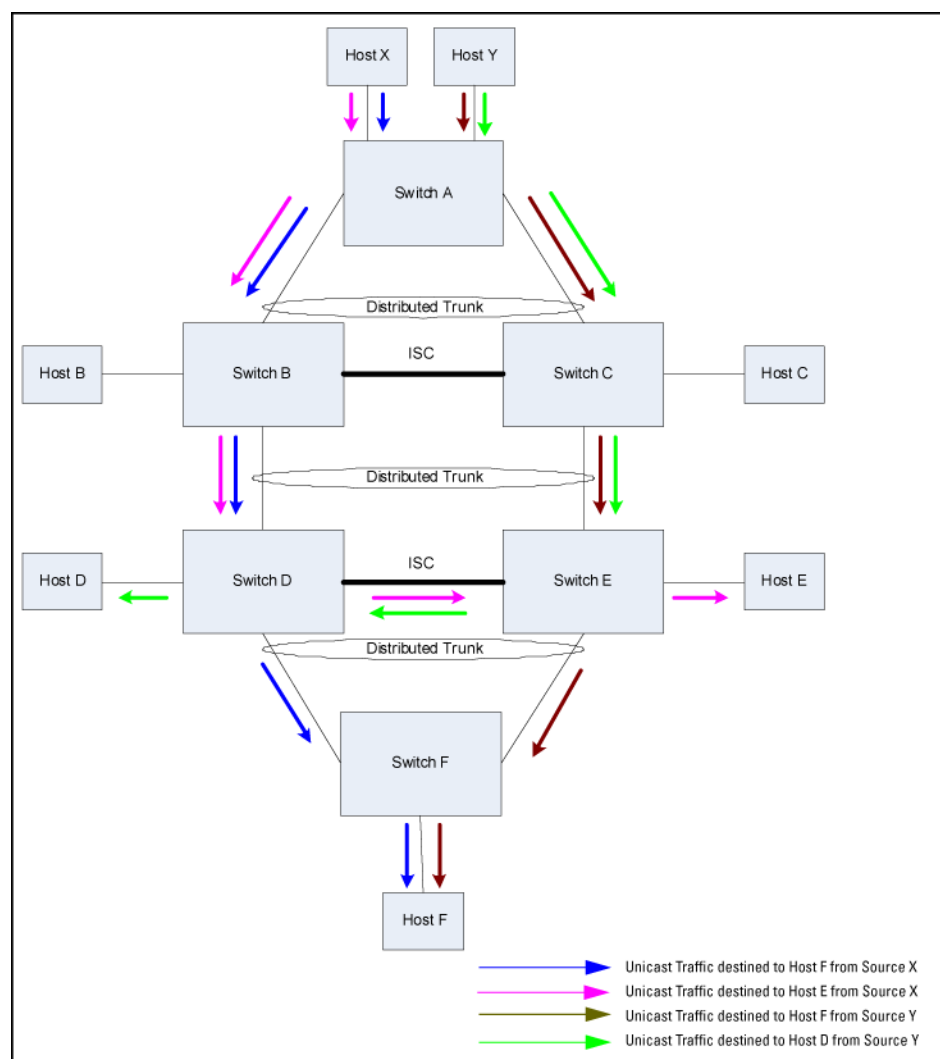 Host X
Host Y
Switch A
Distributed Trunk
Host B
Switch B
ISC
Switch C
Host C
Distributed Trunk
Host D
Switch D
ISC
Switch E
Host E
Distributed Trunk
Switch F
Host F
Unicast Traffic destined to Host F from Source X
Unicast Traffic destined to Host E from Source X
Unicast Traffic destined to Host F from Source Y
Unicast Traffic destined to Host D from Source Y